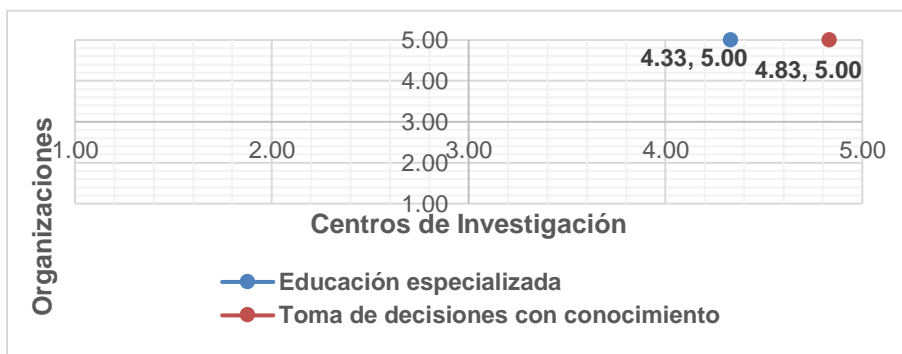 5.00
4.33, 5.00
4.83, 5.00
4.00
3.00
1.00 2.00 3.00 4.00 5.00
2.00
1.00
Organizaciones
Centros de Investigación
Educación especializada
Toma de decisiones con conocimiento